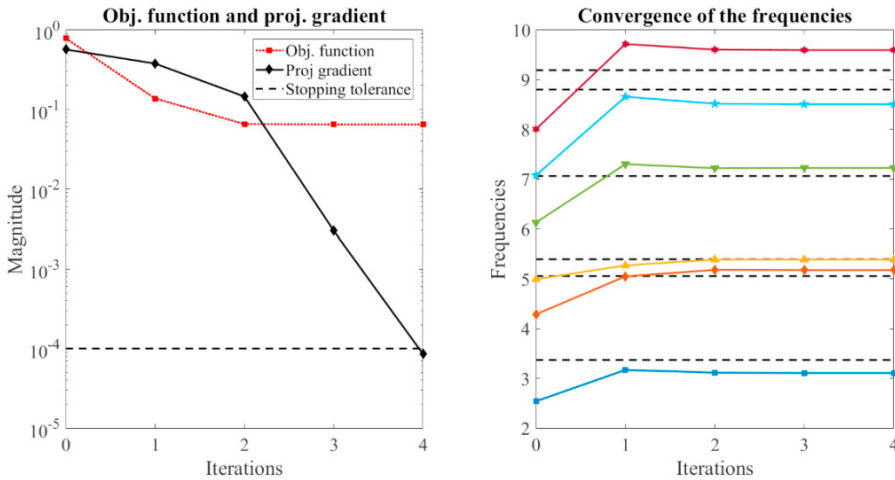 Obj. function and proj. gradient
10^0
10^-1
10^-2
10^-3
10^-4
10^-5
Magnitude
Obj. function
Proj gradient
Stopping tolerance
0 1 2 3 4
Iterations
Convergence of the frequencies
10
9
8
7
6
5
4
3
2
Frequencies
0 1 2 3 4
Iterations